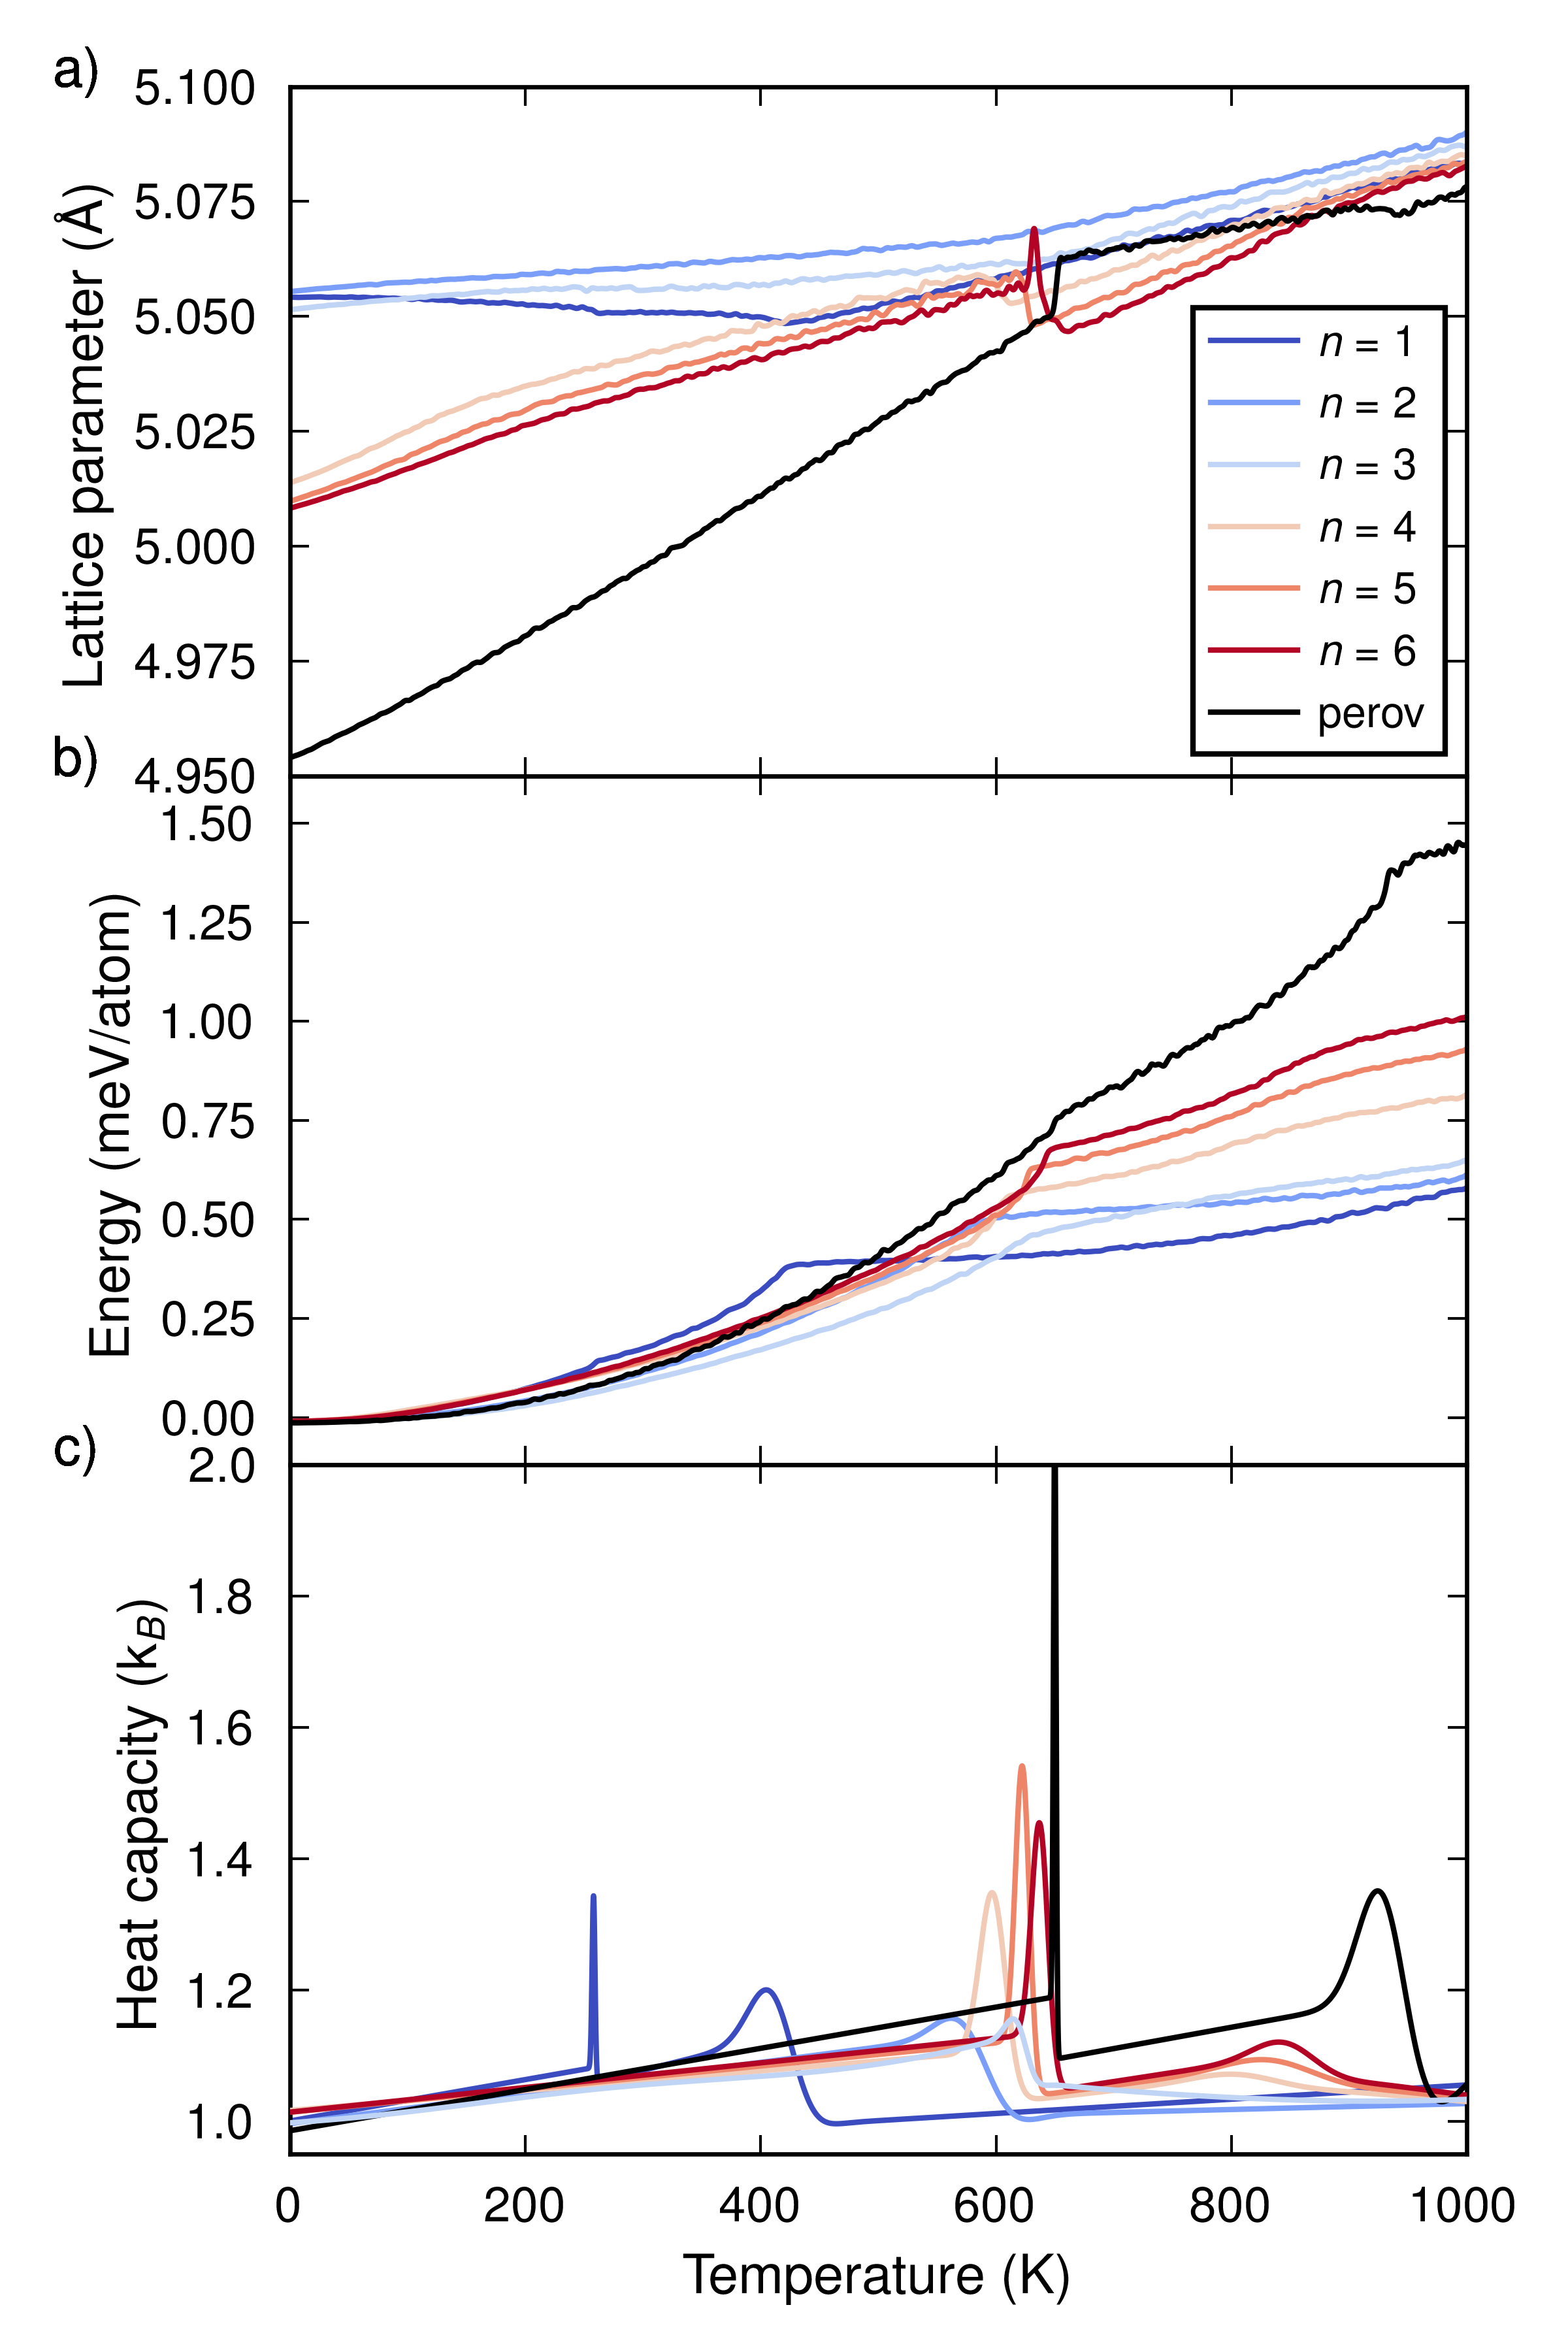 a)
5.100
5.075
5.050
5.025
5.000
4.975
4.950
Lattice parameter (Å)
n = 1
n = 2
n = 3
n = 4
n = 5
n = 6
perov
b)
1.50
1.25
1.00
0.75
0.50
0.25
0.00
Energy (meV/atom)
c)
2.0
1.8
1.6
1.4
1.2
1.0
Heat capacity (k_B)
0 200 400 600 800 1000
Temperature (K)